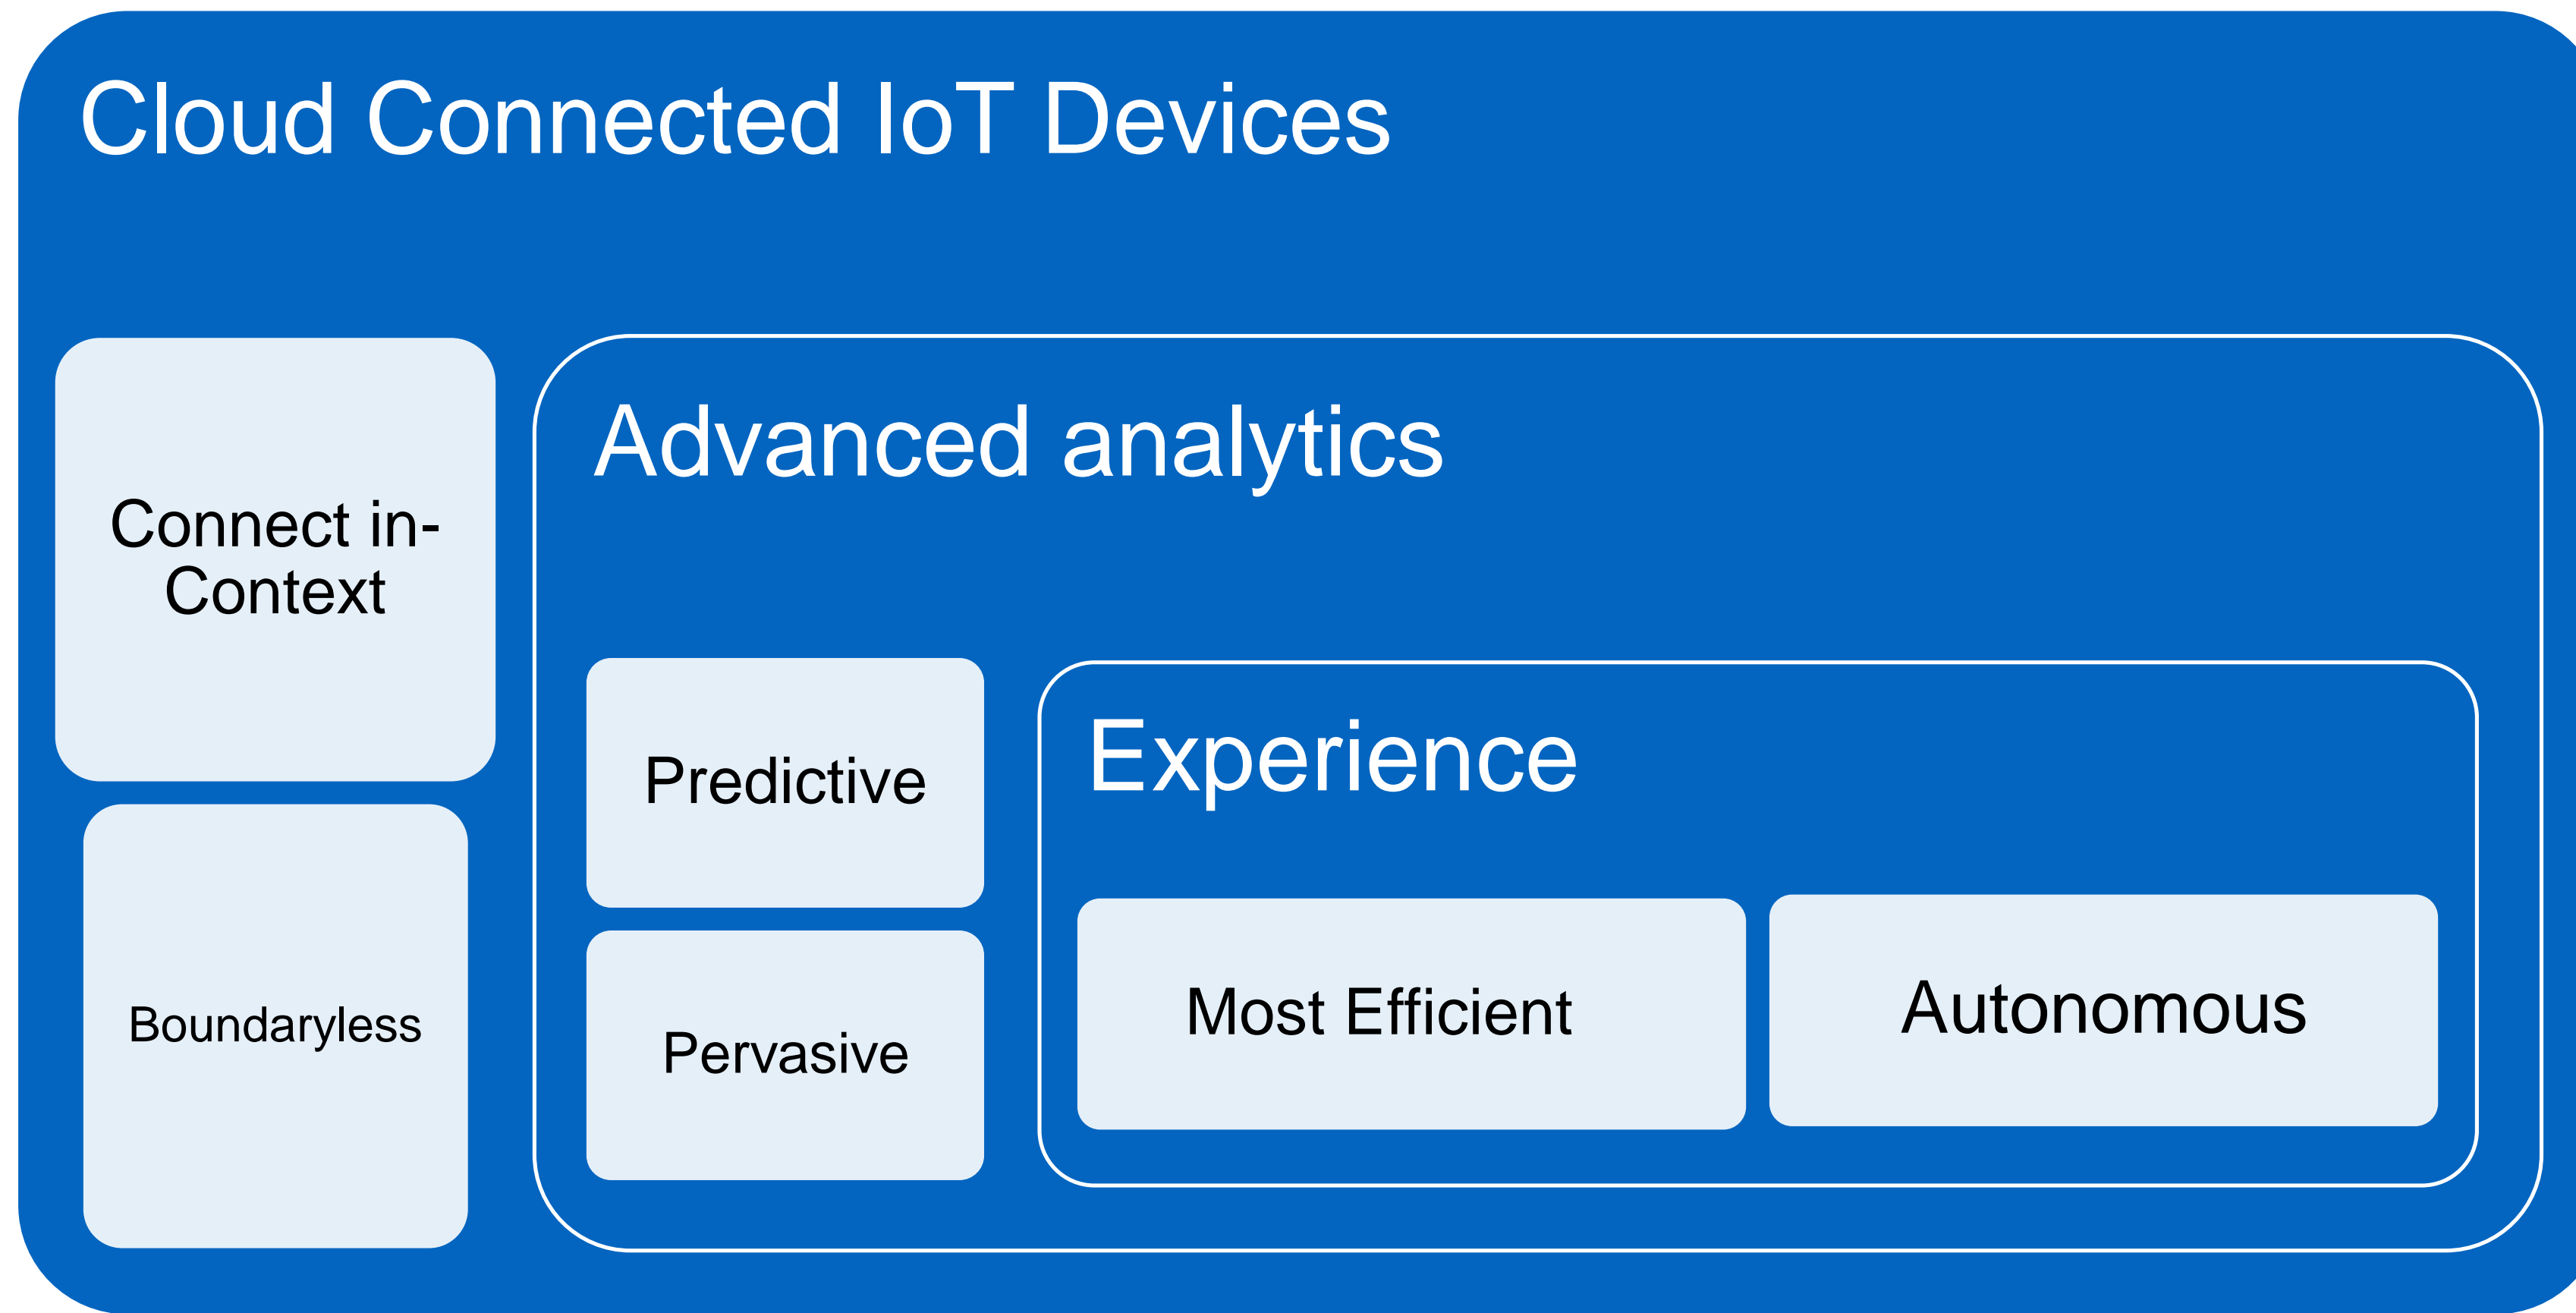 Cloud Connected IoT Devices
Connect in-
Context
Boundaryless
Advanced analytics
Predictive
Pervasive
Experience
Most Efficient
Autonomous